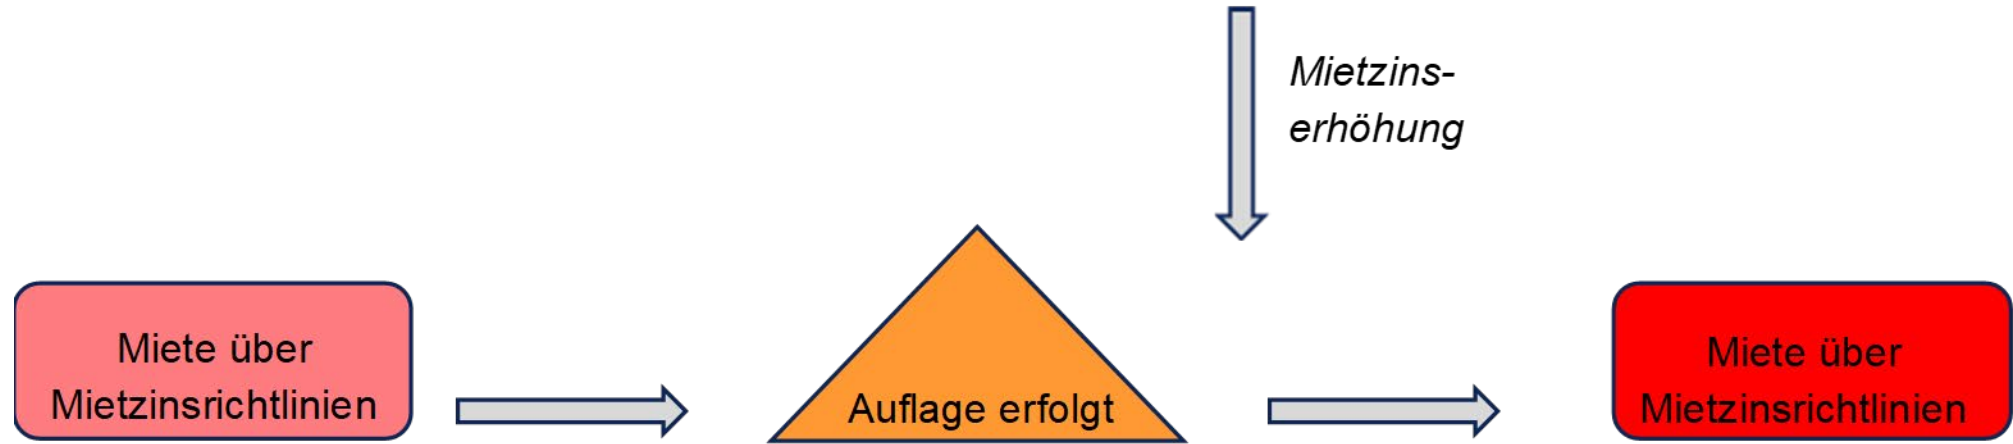 Mietzins-
erhöhung
Miete über
Mietzinsrichtlinien
Auflage erfolgt
Miete über
Mietzinsrichtlinien